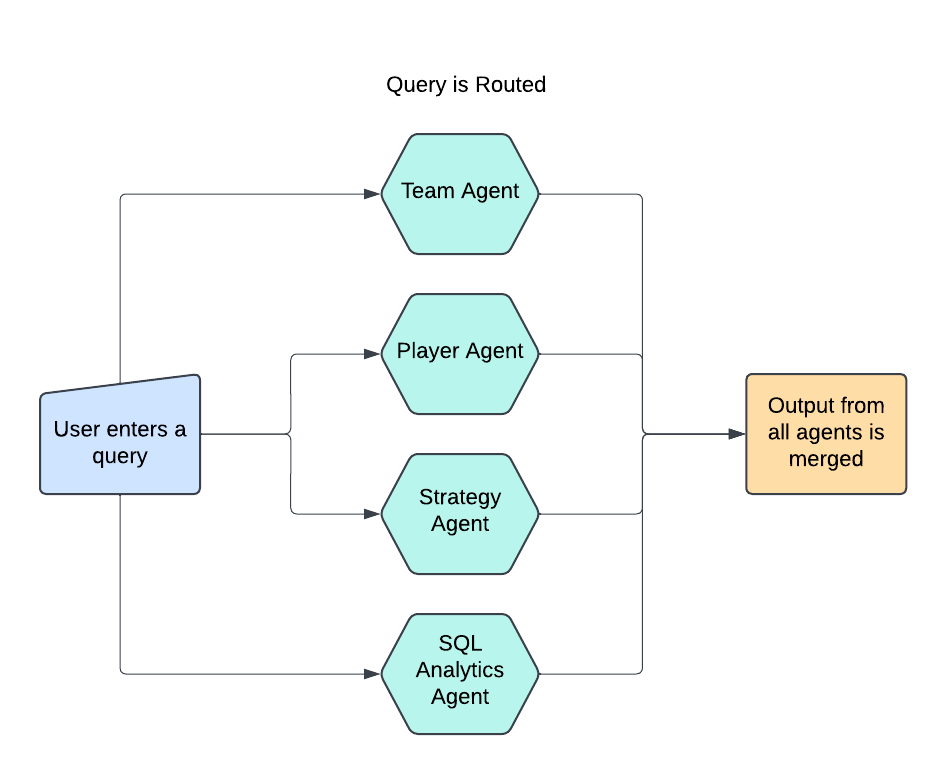 Query is Routed
Team Agent
Player Agent
User enters a
query
Output from
all agents is
merged
Strategy
Agent
SQL
Analytics
Agent